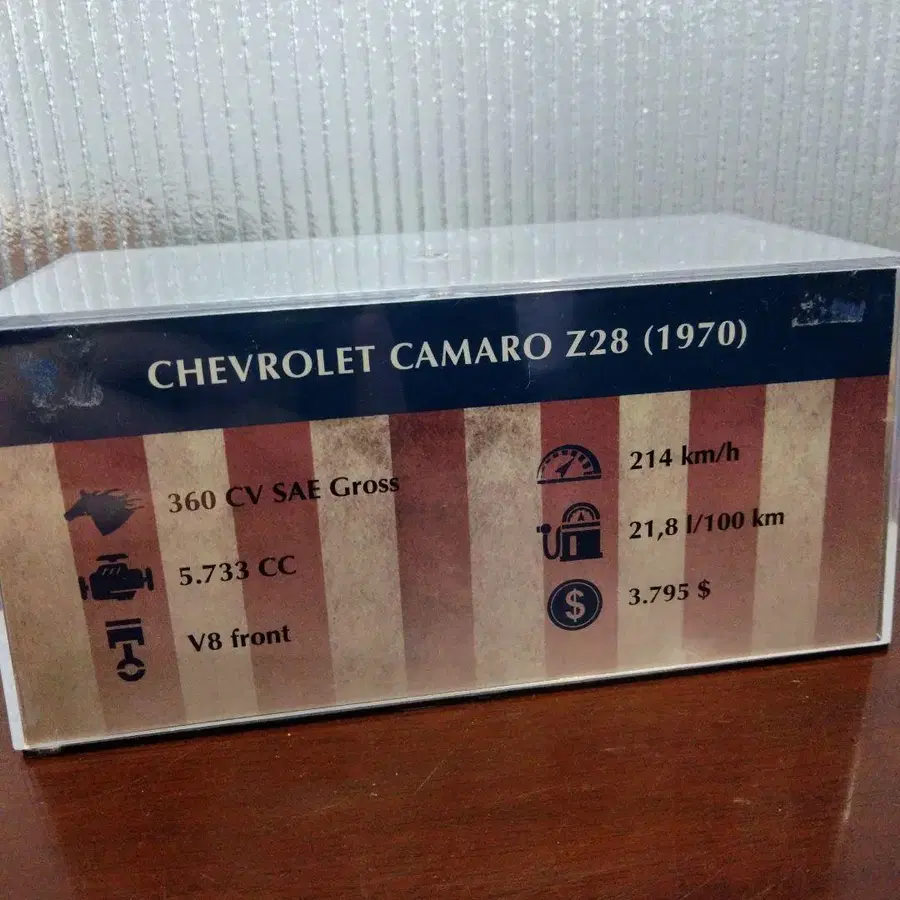 CHEVROLET CAMARO Z28 (1970)
360 CV SAE Gross
5.733 CC
V8 front
214 km/h
21,8 l/100 km
$
3.795 $